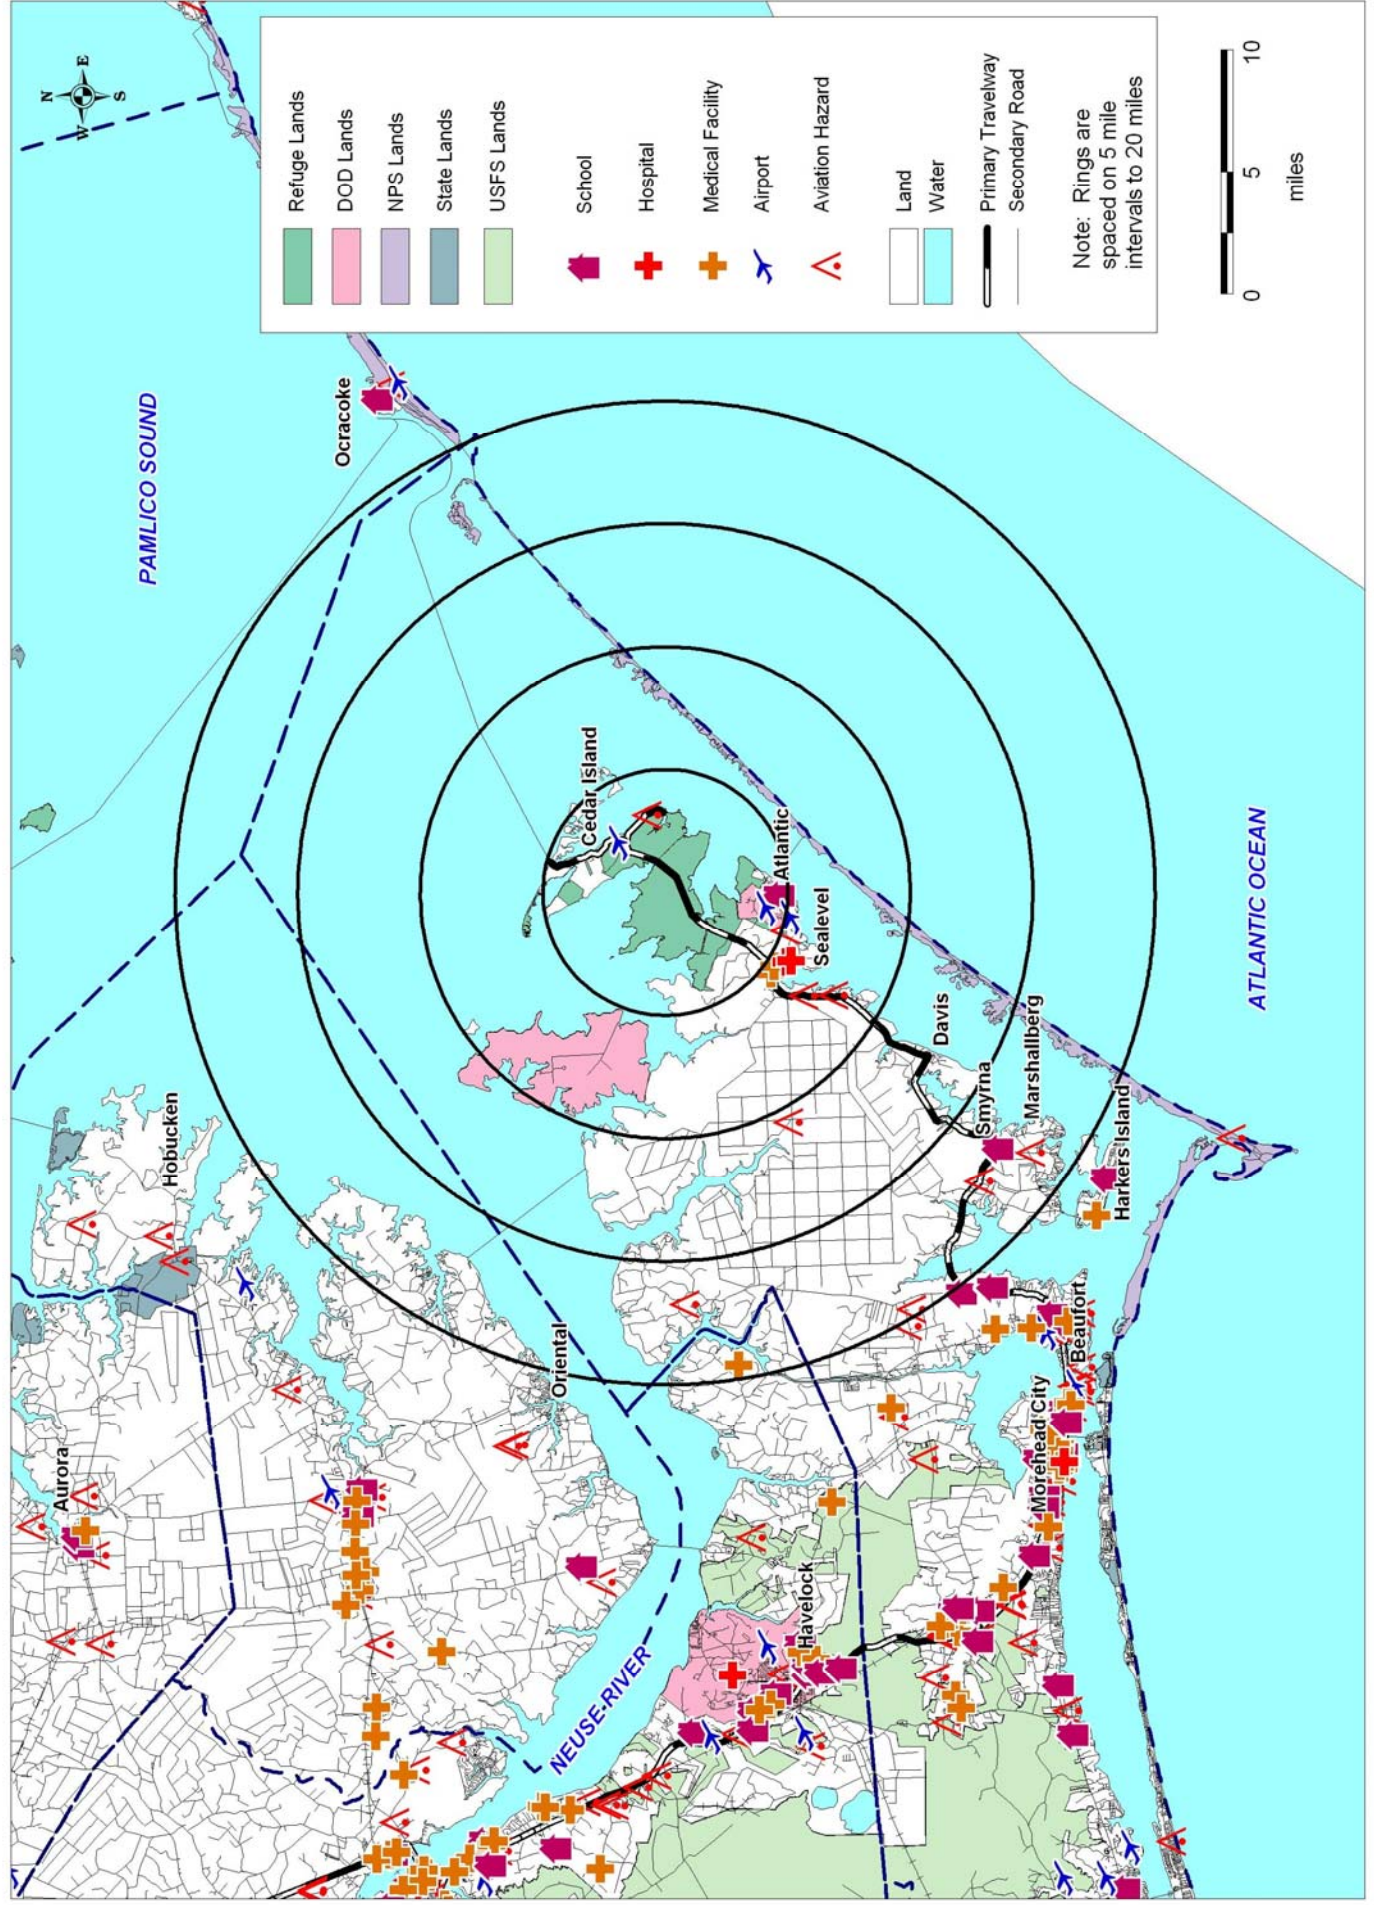 N
E
W
S
PAMLICO SOUND
Ocracoke
Cedar Island
Atlantic
Sealevel
Davis
Smyrna
Marshallberg
Harkers Island
Hobucken
Oriental
Aurora
Beaufort
Morehead City
Havelock
NEUSE-RIVER
ATLANTIC OCEAN
Refuge Lands
DOD Lands
NPS Lands
State Lands
USFS Lands
School
Hospital
Medical Facility
Airport
Aviation Hazard
Land
Water
Primary Travelway
Secondary Road
Note: Rings are
spaced on 5 mile
intervals to 20 miles
0 5 10
miles